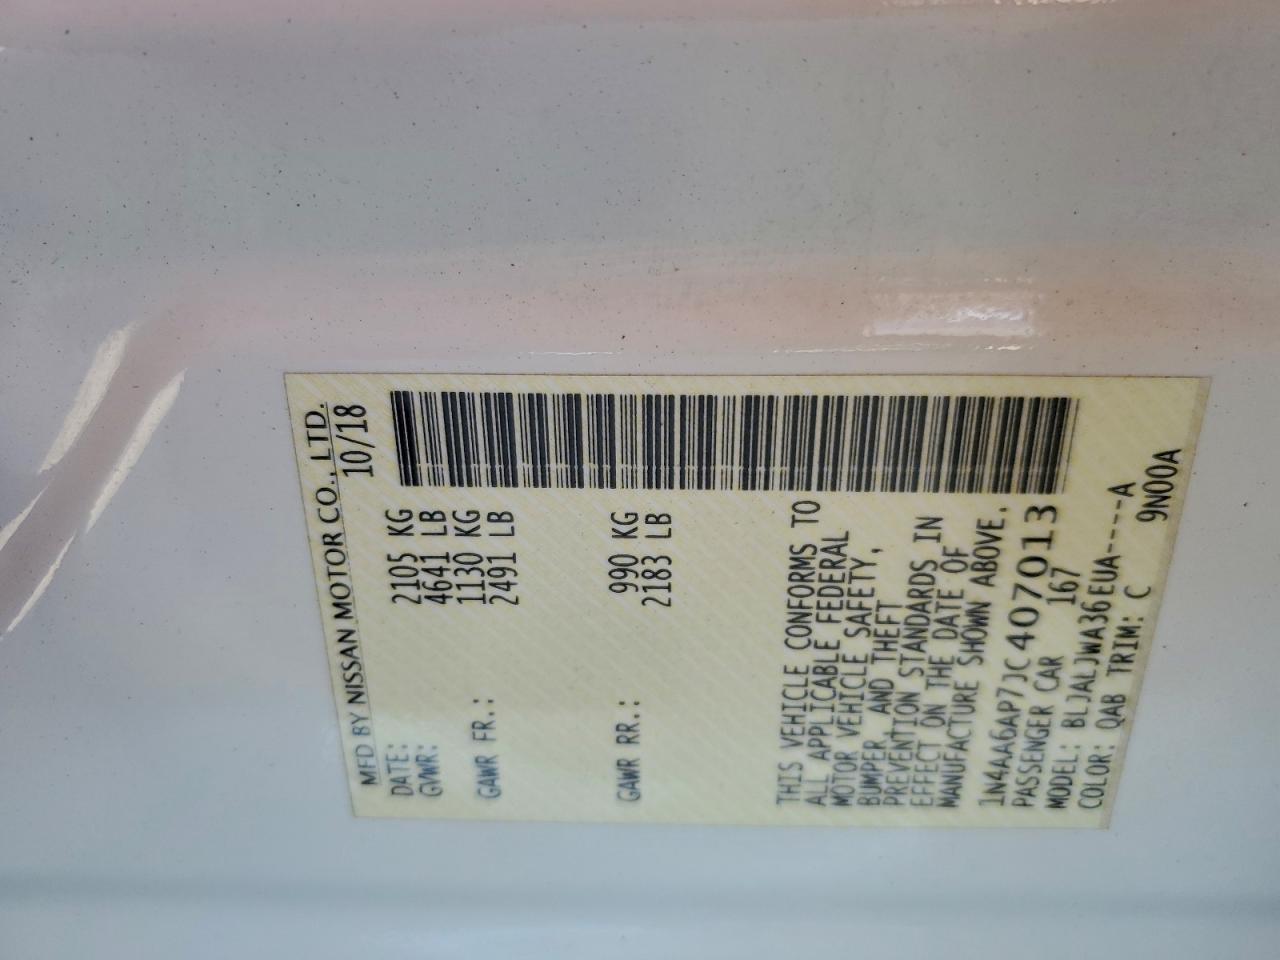 MFD BY NISSAN MOTOR CO., LTD.
DATE: 10/18
GVWR: 2105 KG
4641 LB
GAWR FR.: 1130 KG
2491 LB
GAWR RR.: 990 KG
2183 LB
THIS VEHICLE CONFORMS TO
ALL APPLICABLE FEDERAL
MOTOR VEHICLE SAFETY,
BUMPER, AND THEFT
PREVENTION STANDARDS IN
EFFECT ON THE DATE OF
MANUFACTURE SHOWN ABOVE.
1N4AA6AP7JC407013
PASSENGER CAR 167
MODEL: BLJALJWA36EUA-----A
COLOR: QAB TRIM: C 9N00A